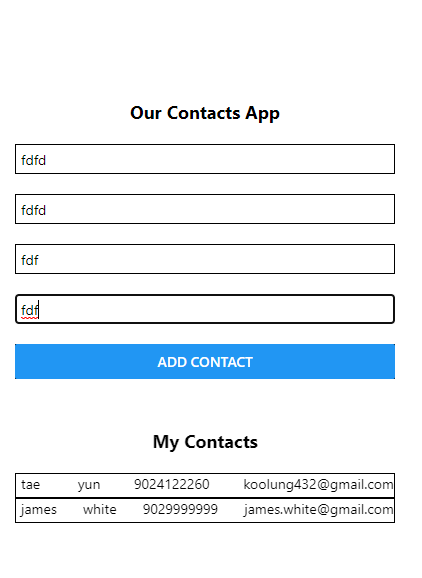 Our Contacts App
fdfd
fdfd
fdf
fdf
ADD CONTACT
My Contacts
tae yun 9024122260 koolung432@gmail.com
james white 9029999999 james.white@gmail.com